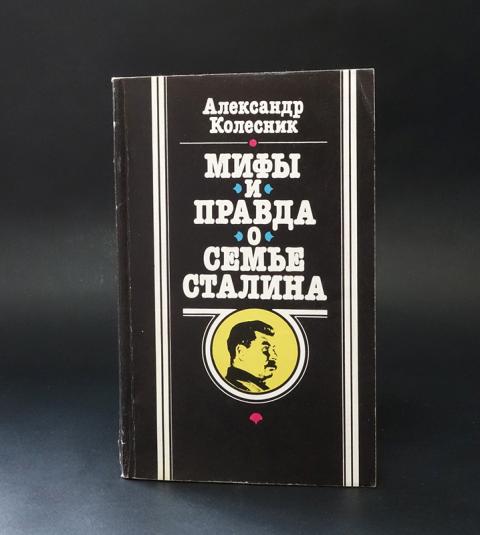 Александр
Колесник
МИФЫ
И
ПРАВДА
О
СЕМЬЕ
СТАЛИНА